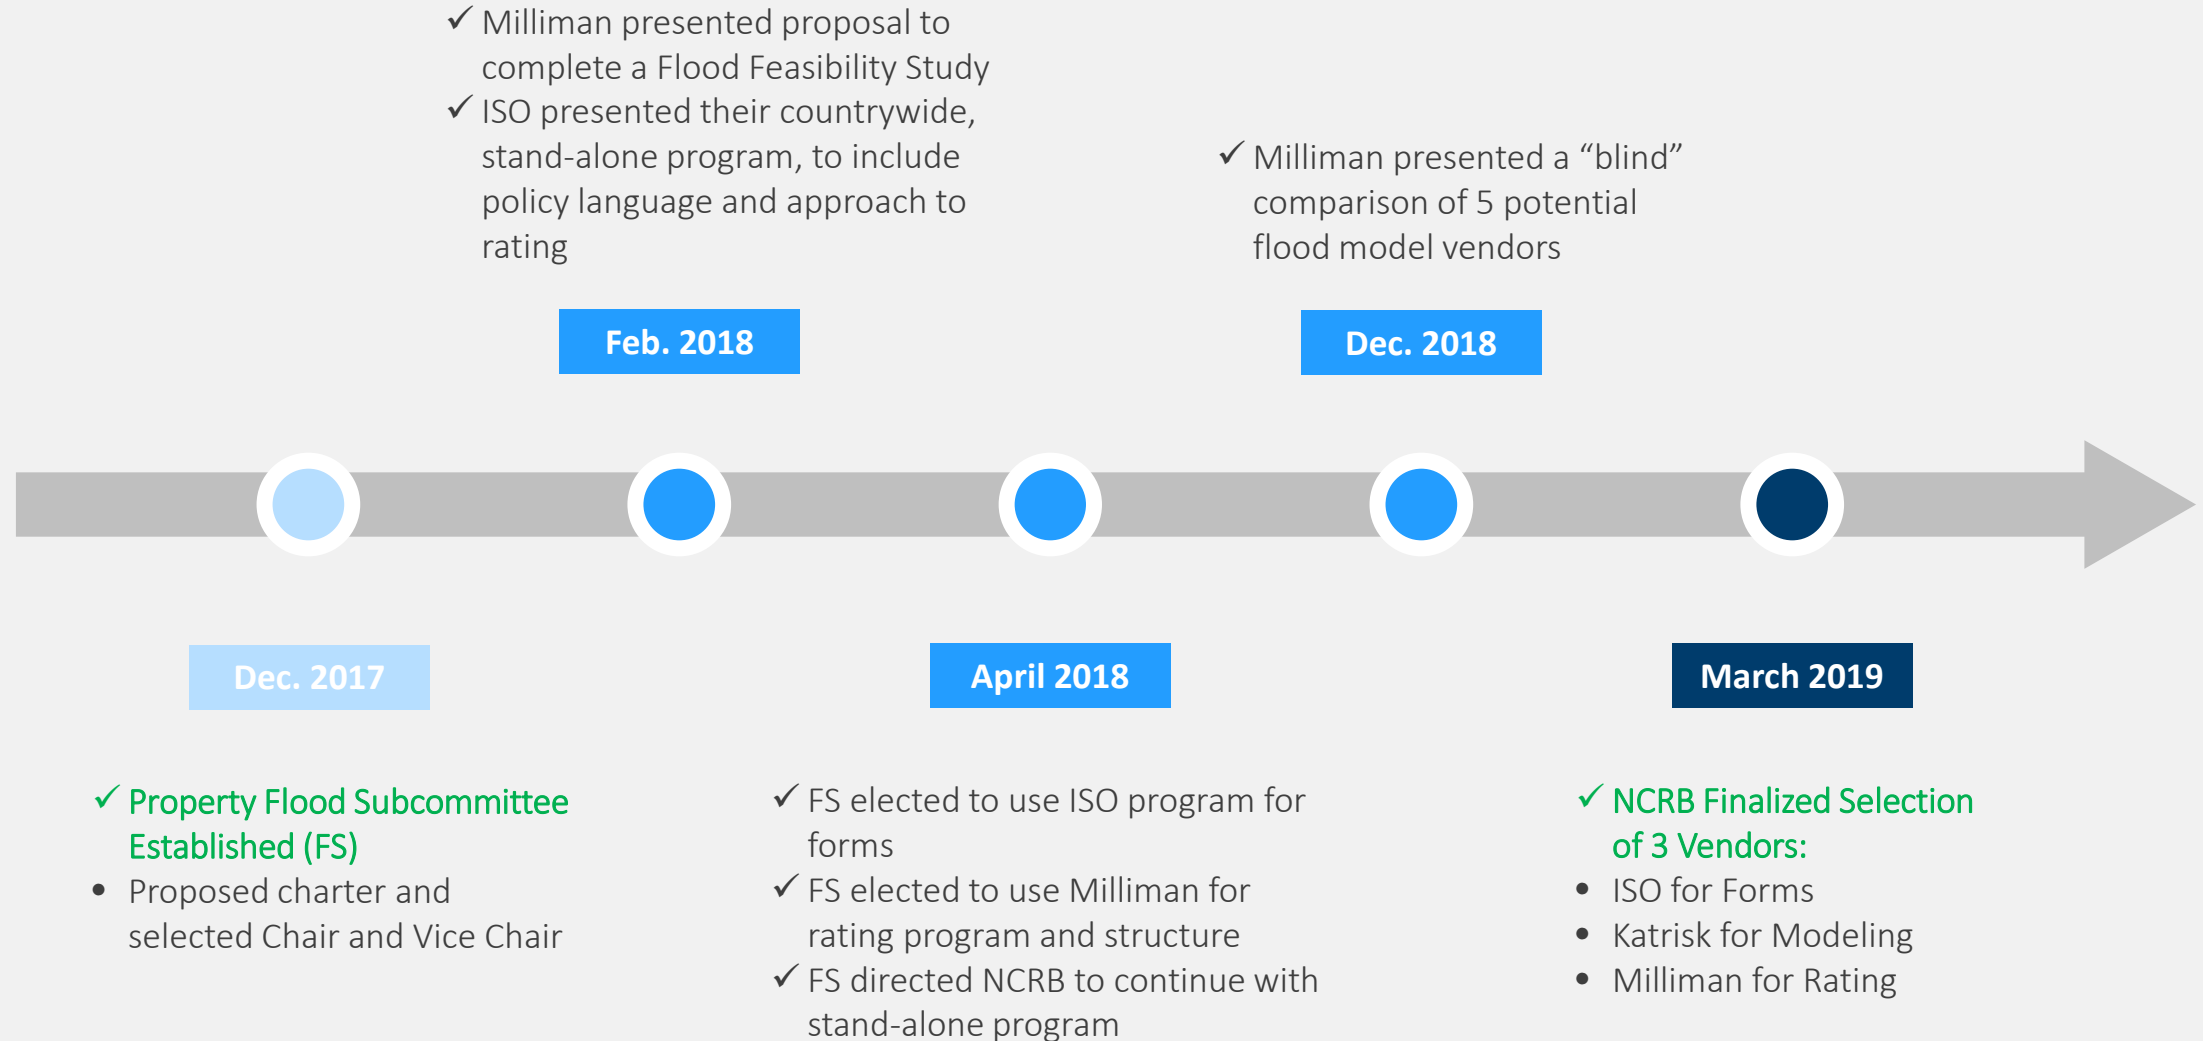 ✓ Milliman presented proposal to
complete a Flood Feasibility Study
✓ ISO presented their countrywide,
stand-alone program, to include
policy language and approach to
rating
Feb. 2018
✓ Milliman presented a “blind”
comparison of 5 potential
flood model vendors
Dec. 2018
Dec. 2017
✓ Property Flood Subcommittee
Established (FS)
• Proposed charter and
selected Chair and Vice Chair
April 2018
✓ FS elected to use ISO program for
forms
✓ FS elected to use Milliman for
rating program and structure
✓ FS directed NCRB to continue with
stand-alone program
March 2019
✓ NCRB Finalized Selection
of 3 Vendors:
• ISO for Forms
• Katrisk for Modeling
• Milliman for Rating